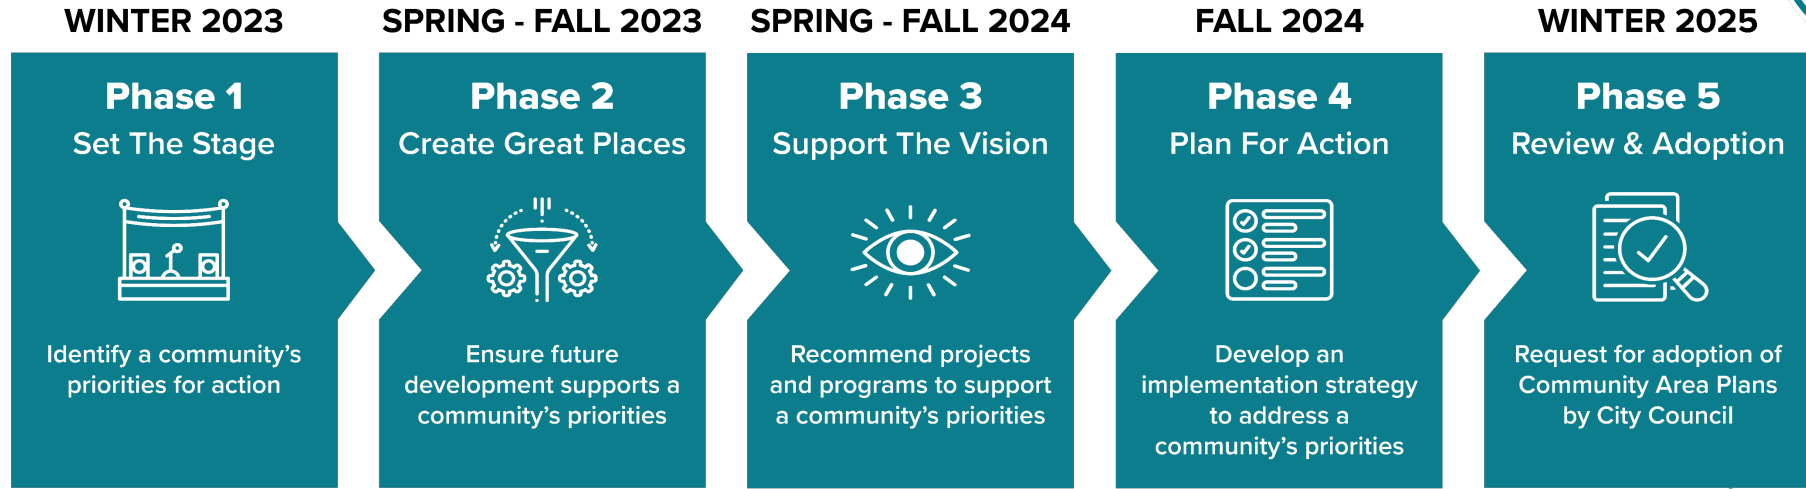 WINTER 2023
SPRING - FALL 2023
SPRING - FALL 2024
FALL 2024
WINTER 2025
Phase 1
Set The Stage
Identify a community’s
priorities for action
Phase 2
Create Great Places
Ensure future
development supports a
community’s priorities
Phase 3
Support The Vision
Recommend projects
and programs to support
a community’s priorities
Phase 4
Plan For Action
Develop an
implementation strategy
to address a
community’s priorities
Phase 5
Review & Adoption
Request for adoption of
Community Area Plans
by City Council